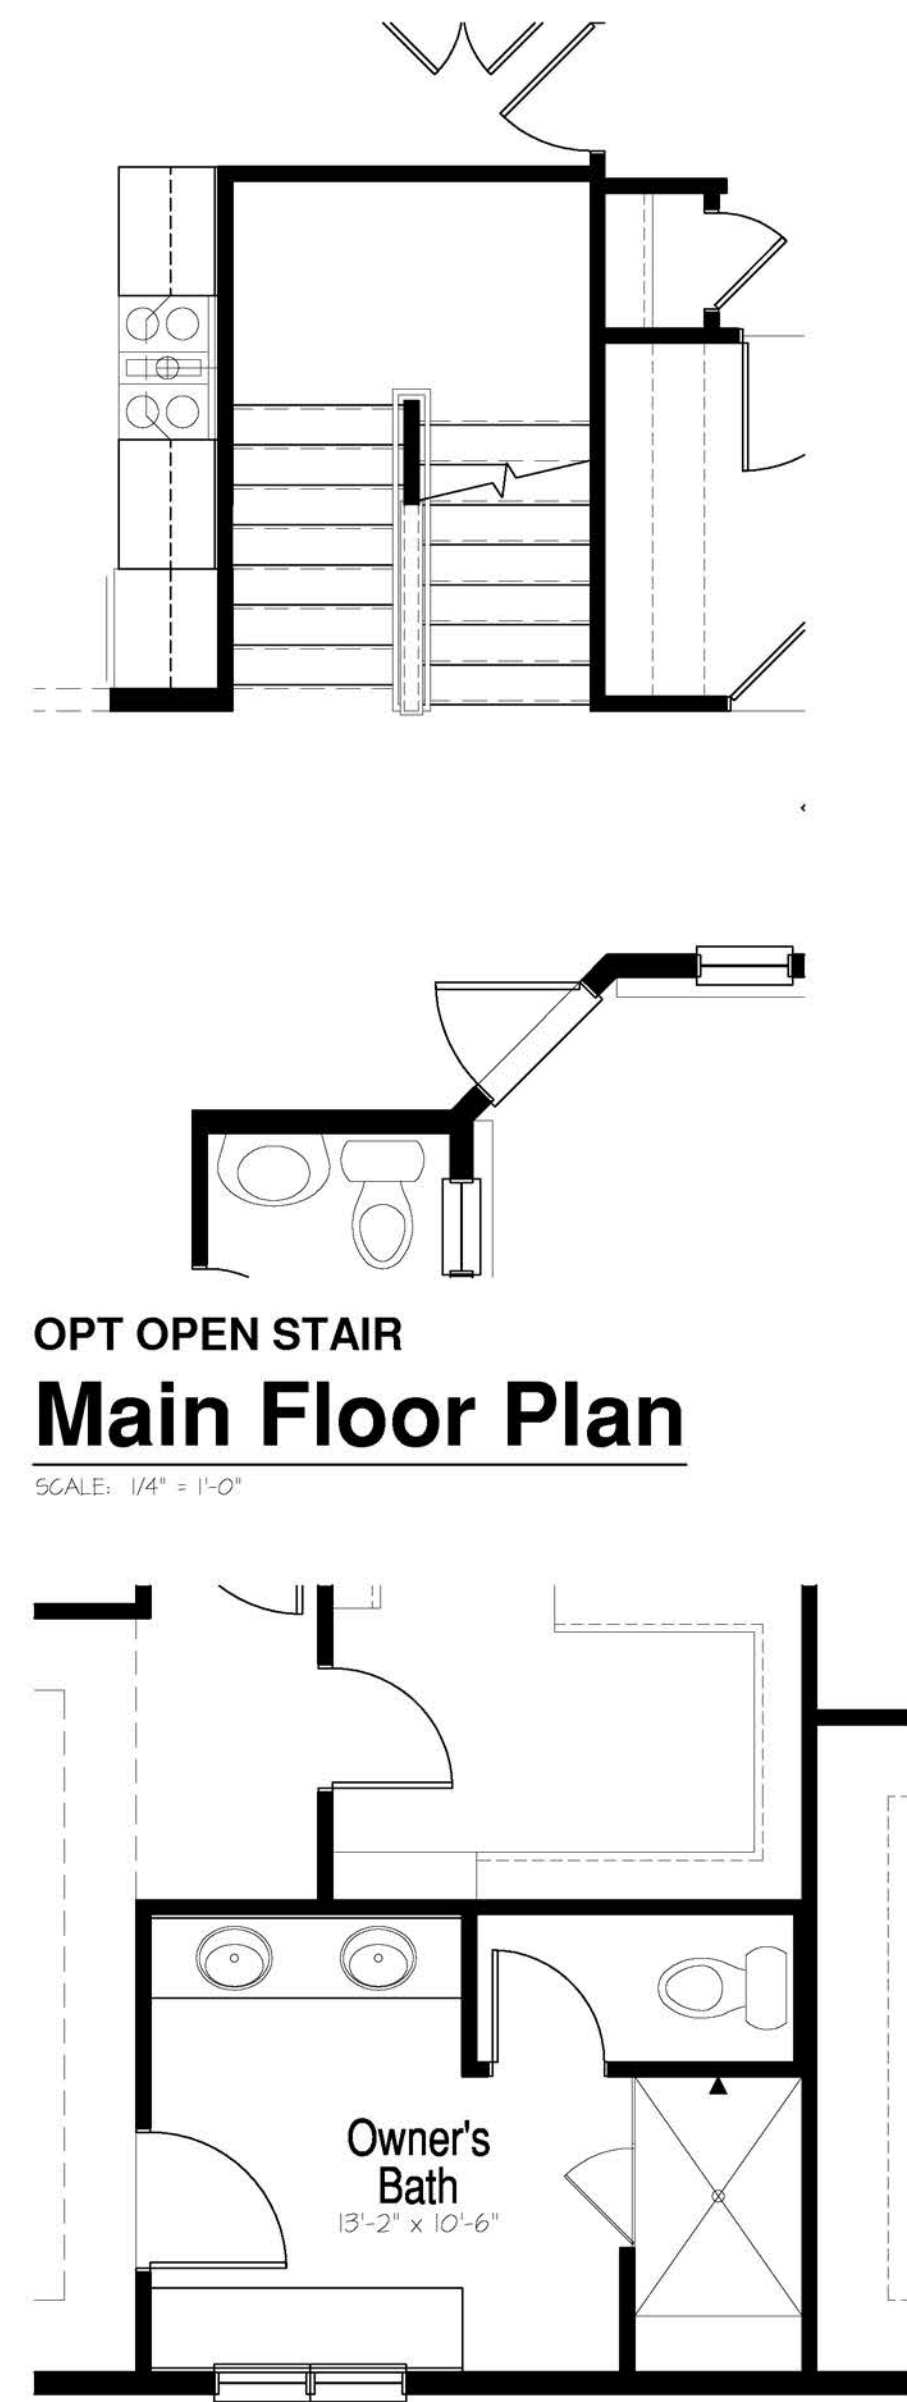 OPT OPEN STAIR
Main Floor Plan
SCALE: 1/4" = 1'-0"
Owner's
Bath
13'-2" x 10'-6"